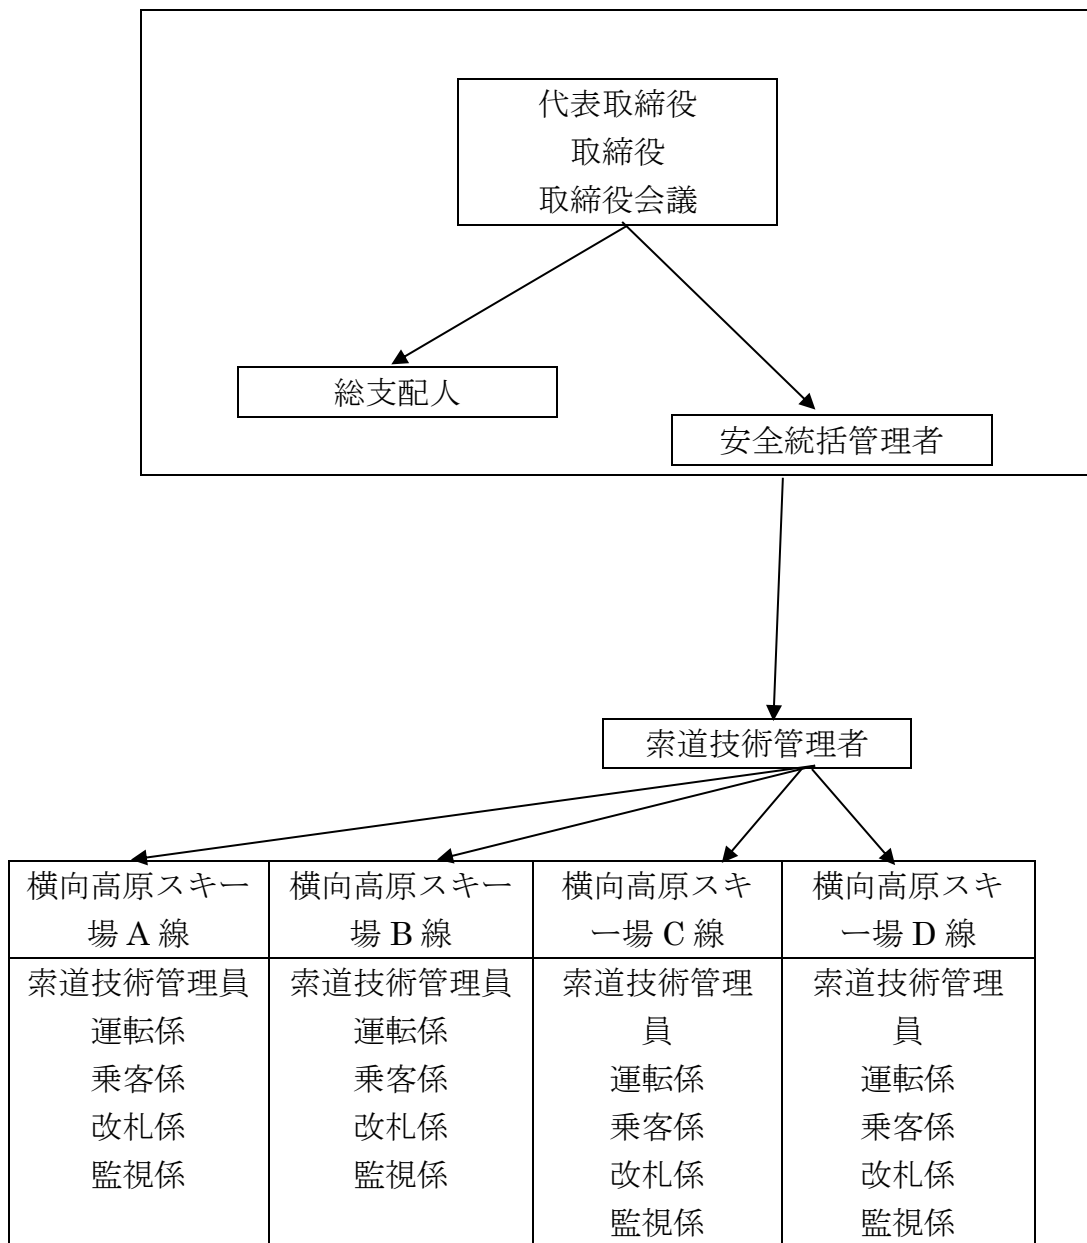 代表取締役
取締役
取締役会議
総支配人
安全統括管理者
索道技術管理者
横向高原スキー
場 A 線
横向高原スキー
場 B 線
横向高原スキ
ー場 C 線
横向高原スキ
ー場 D 線
索道技術管理員
運転係
乗客係
改札係
監視係
索道技術管理員
運転係
乗客係
改札係
監視係
索道技術管理
員
運転係
乗客係
改札係
監視係
索道技術管理
員
運転係
乗客係
改札係
監視係